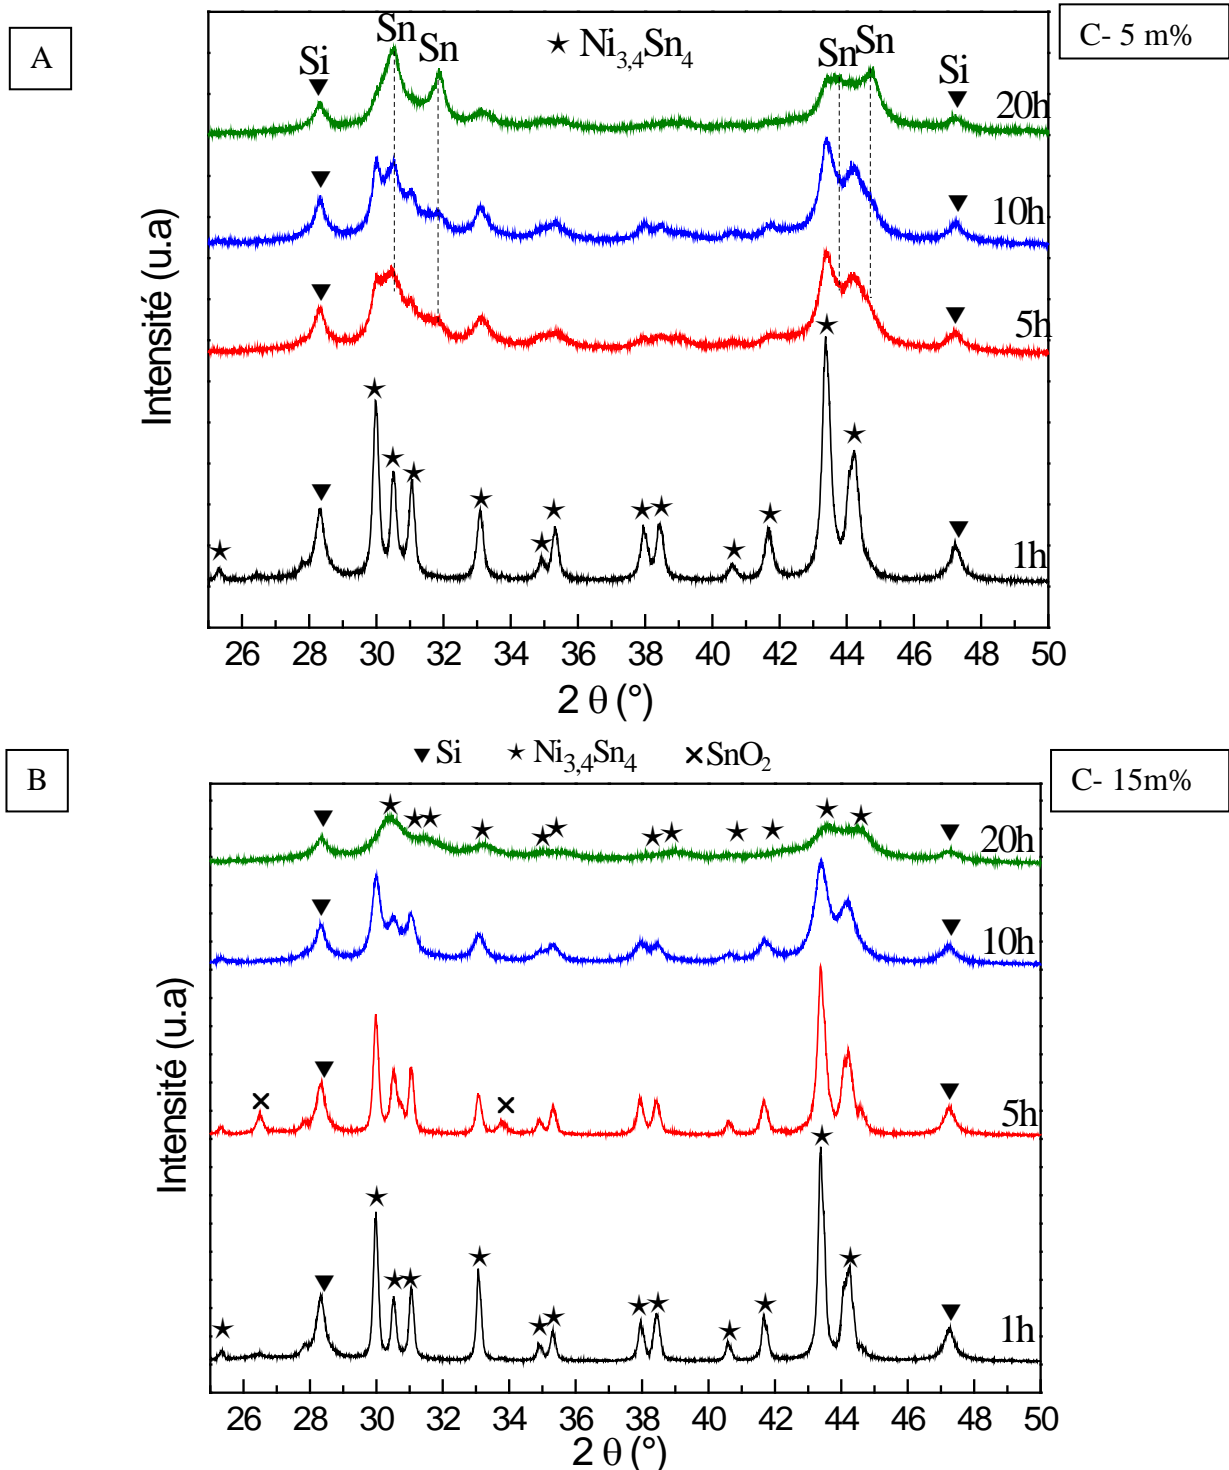 A
C- 5 m%
Sn
Sn
★ Ni3,4Sn4
Sn
Sn
Si
Si
20h
10h
5h
1h
Intensité (u.a)
26 28 30 32 34 36 38 40 42 44 46 48 50
2 θ (°)
B
▼ Si ★ Ni3,4Sn4 ×SnO2
C- 15m%
20h
10h
5h
1h
Intensité (u.a)
26 28 30 32 34 36 38 40 42 44 46 48 50
2 θ (°)